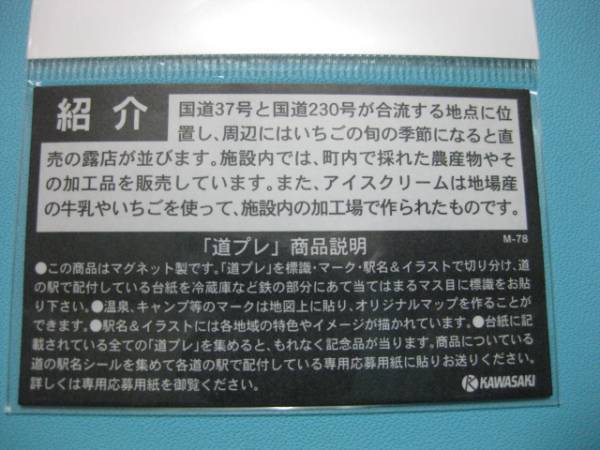 紹介
国道37号と国道230号が合流する地点に位
置し、周辺にはいちごの旬の季節になると直
売の露店が並びます。施設内では、町内で採れた農産物やそ
の加工品を販売しています。また、アイスクリームは地場産
の牛乳やいちごを使って、施設内の加工場で作られたものです。
M-78
「道プレ」商品説明
●この商品はマグネット製です。「道プレ」を標識・マーク・駅名&イラストで切り分け、道
の駅で配付している台紙を冷蔵庫など鉄の部分にあて当てはまるマス目に標識をお貼
り下さい。●温泉、キャンプ等のマークは地図上に貼り、オリジナルマップを作ることが
できます。●駅名&イラストには各地域の特色やイメージが描かれています。●台紙に記
載されている全ての「道プレ」を集めると、もれなく記念品が当ります。商品についている
道の駅名シールを集めて各道の駅で配付している専用応募用紙に貼りお送りください。
詳しくは専用応募用紙を御覧ください。
KAWASAKI